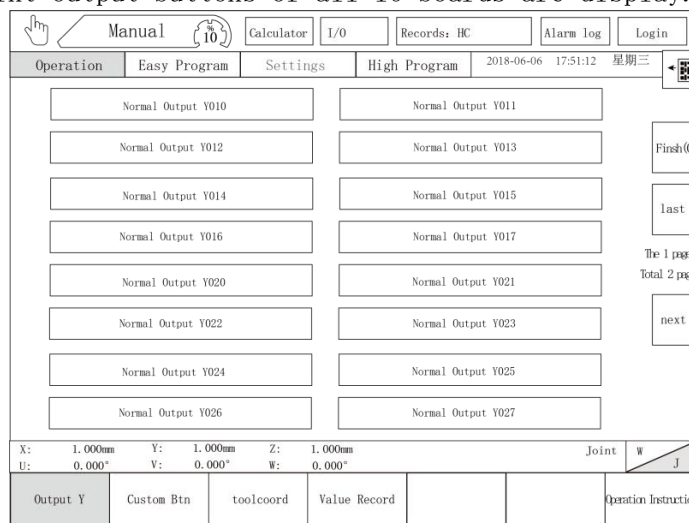 Manual % 10 Calculator I/O Records: HC Alarm log Login
Operation Easy Program Settings High Program 2018-06-06 17:51:12 星期三
Normal Output Y010 Normal Output Y011
Normal Output Y012 Normal Output Y013
Normal Output Y014 Normal Output Y015
Normal Output Y016 Normal Output Y017
Normal Output Y020 Normal Output Y021
Normal Output Y022 Normal Output Y023
Normal Output Y024 Normal Output Y025
Normal Output Y026 Normal Output Y027
Finsh(
last
The 1 page
Total 2 pag
next
X: 1.000mm Y: 1.000mm Z: 1.000mm Joint W
U: 0.000° V: 0.000° W: 0.000° J
Output Y Custom Btn toolcoord Value Record Operation Instructio